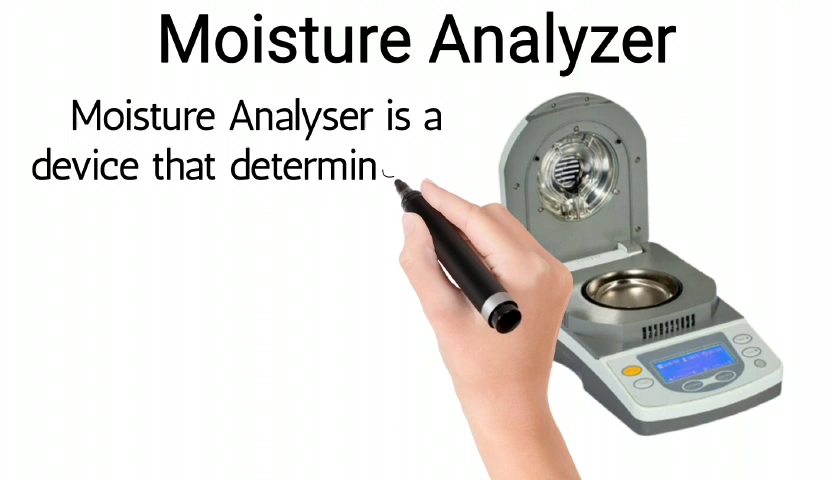 Moisture Analyzer
Moisture Analyser is a
device that determin